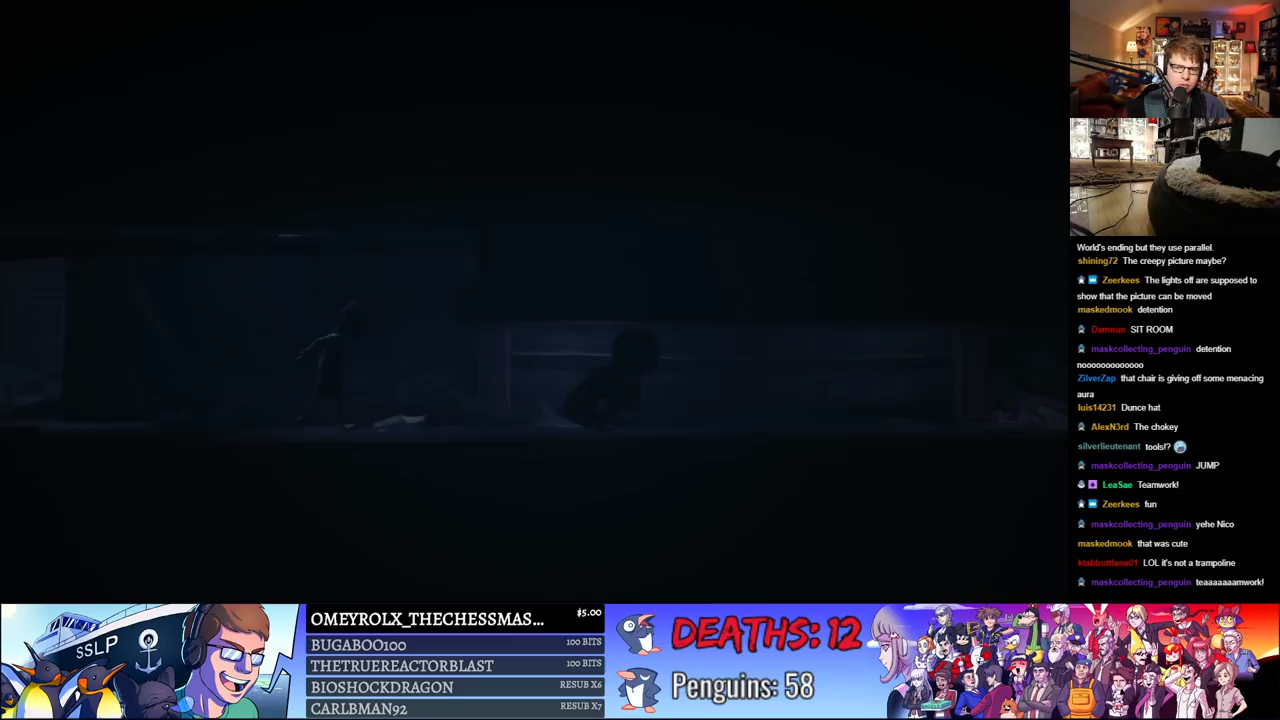 World's ending but they use parallel.
shining72 The creepy picture maybe?
Zeerkees The lights off are supposed to
show that the picture can be moved
maskedmook detention
Damnun SIT ROOM
maskcollecting_penguin detention
nooooooooooooo
ZilverZap that chair is giving off some menacing
aura
luis14231 Dunce hat
AlexN3rd The chokey
silverlieutenant tools!?
maskcollecting_penguin JUMP
LeaSae Teamwork!
Zeerkees fun
maskcollecting_penguin yehe Nico
maskedmook that was cute
ktabbottlane01 LOL it's not a trampoline
maskcollecting_penguin teaaaaaaamwork!
SSLP
OMEYROLX_THECHESSMAS... $5.00
BUGABOO100 100 BITS
THETRUEREACTORBLAST 100 BITS
BIOSHOCKDRAGON RESUB X6
CARLBMAN92 RESUB X7
DEATHS: 12
Penguins: 58